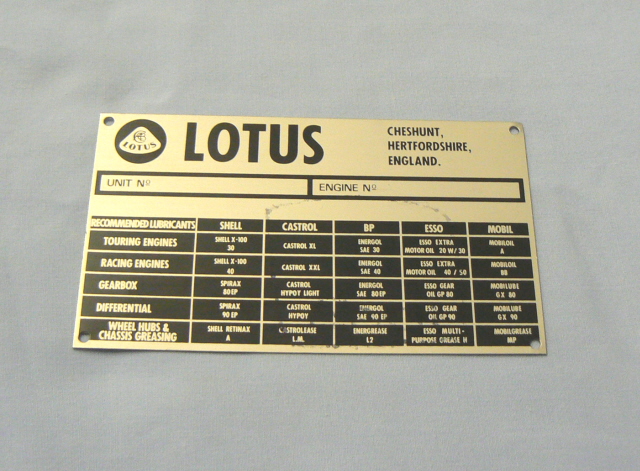 LOTUS
LOTUS
CHESHUNT,
HERTFORDSHIRE,
ENGLAND.
UNIT Nº
ENGINE Nº
RECOMMENDED LUBRICANTS SHELL CASTROL BP ESSO MOBIL
TOURING ENGINES SHELL X-100 30 CASTROL XL ENERGOL SAE 30 ESSO EXTRA MOTOR OIL 20 W/30 MOBILOIL A
RACING ENGINES SHELL X-100 40 CASTROL XXL ENERGOL SAE 40 ESSO EXTRA MOTOR OIL 40/50 MOBILOIL BB
GEARBOX SPIRAX 80 EP CASTROL HYPOY LIGHT ENERGOL SAE 80 EP ESSO GEAR OIL GP 80 MOBILUBE GX 80
DIFFERENTIAL SPIRAX 90 EP CASTROL HYPOY ENERGOL SAE 90 EP ESSO GEAR OIL GP 90 MOBILUBE GX 90
WHEEL HUBS & CHASSIS GREASING SHELL RETINAX A CASTROLEASE L.M. ENERGREASE L2 ESSO MULTI-PURPOSE GREASE H MOBILGREASE MP